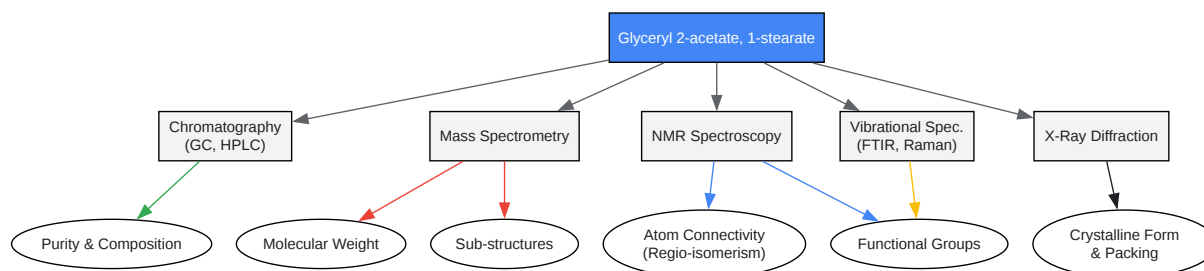 Glyceryl 2-acetate, 1-stearate
Chromatography
(GC, HPLC)
Mass Spectrometry
NMR Spectroscopy
Vibrational Spec.
(FTIR, Raman)
X-Ray Diffraction
Purity & Composition
Molecular Weight
Sub-structures
Atom Connectivity
(Regio-isomerism)
Functional Groups
Crystalline Form
& Packing